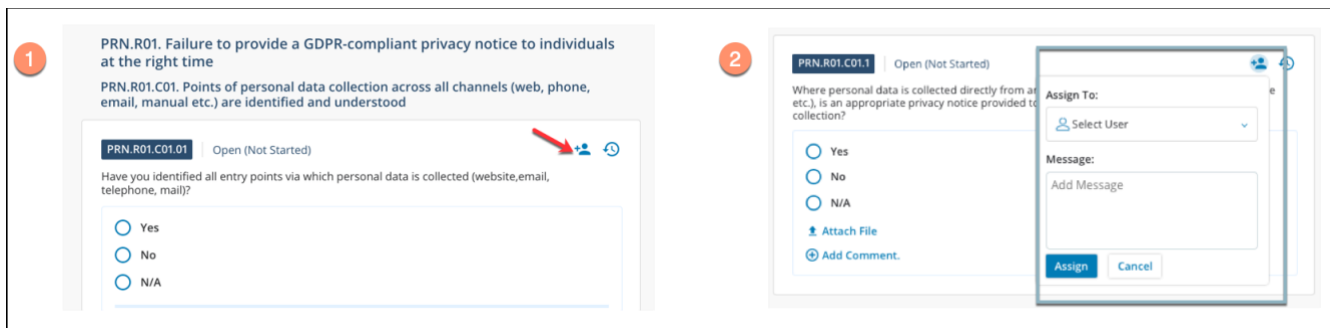 1
PRN.R01. Failure to provide a GDPR-compliant privacy notice to individuals
at the right time
PRN.R01.C01. Points of personal data collection across all channels (web, phone,
email, manual etc.) are identified and understood
PRN.R01.C01.01 Open (Not Started)
Have you identified all entry points via which personal data is collected (website,email,
telephone, mail)?
Yes
No
N/A
2
PRN.R01.C01.1 Open (Not Started)
Where personal data is collected directly from
etc.), is an appropriate privacy notice provided
collection?
Yes
No
N/A
Attach File
Add Comment.
Assign To:
Select User
Message:
Add Message
Assign Cancel